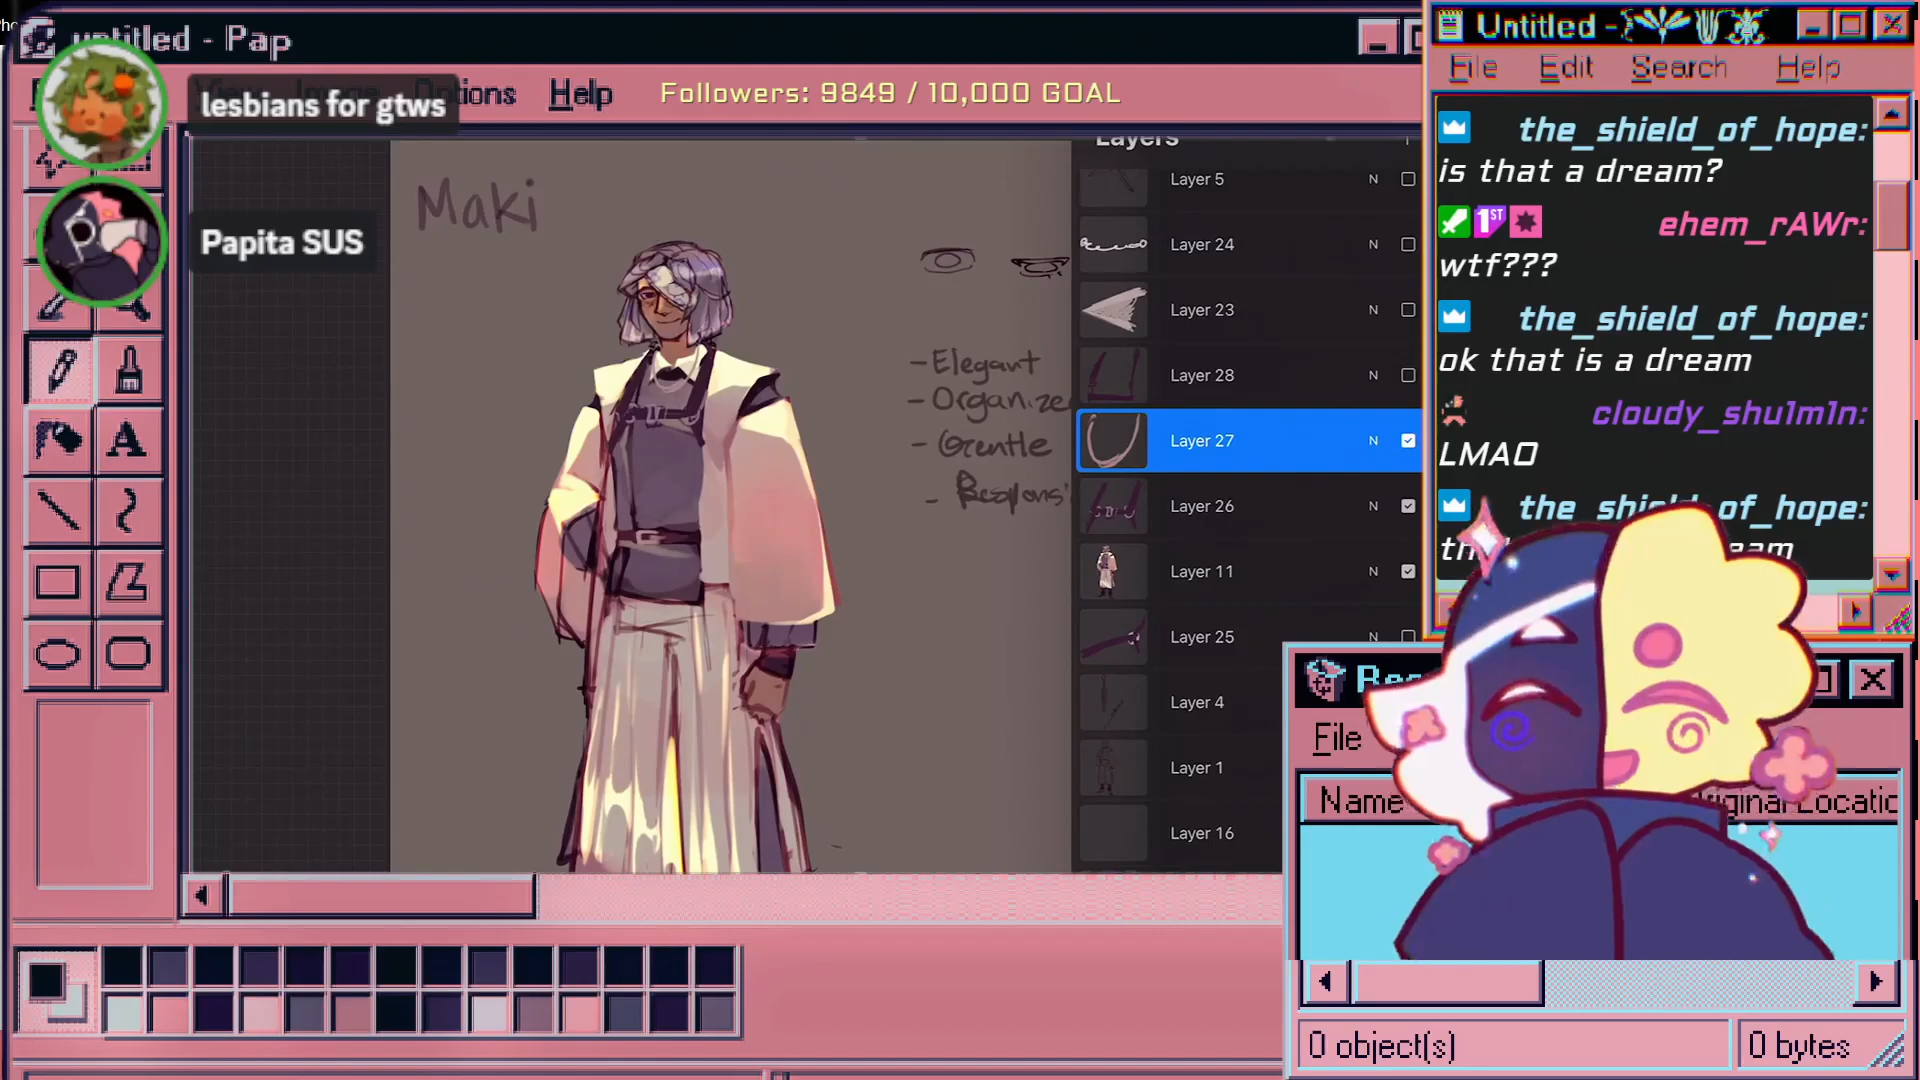 untitled - Pap
Options
Help
Followers: 9849 / 10,000 GOAL
lesbians for gtws
Papita SUS
A
Maki
- Elegant
- Organize
- Gentle
Layers
Layer 5 N
Layer 24 N
Layer 23 N
Layer 28 N
Layer 27 N
Layer 26 N
Layer 11 N
Layer 25 N
Layer 4
Layer 1
Layer 16
Untitled -
File Edit Search Help
the_shield_of_hope:
is that a dream?
1ST ehem_rAWr:
wtf???
the_shield_of_hope:
ok that is a dream
cloudy_shu1m1n:
LMAO
File
Name
0 object(s)
0 bytes